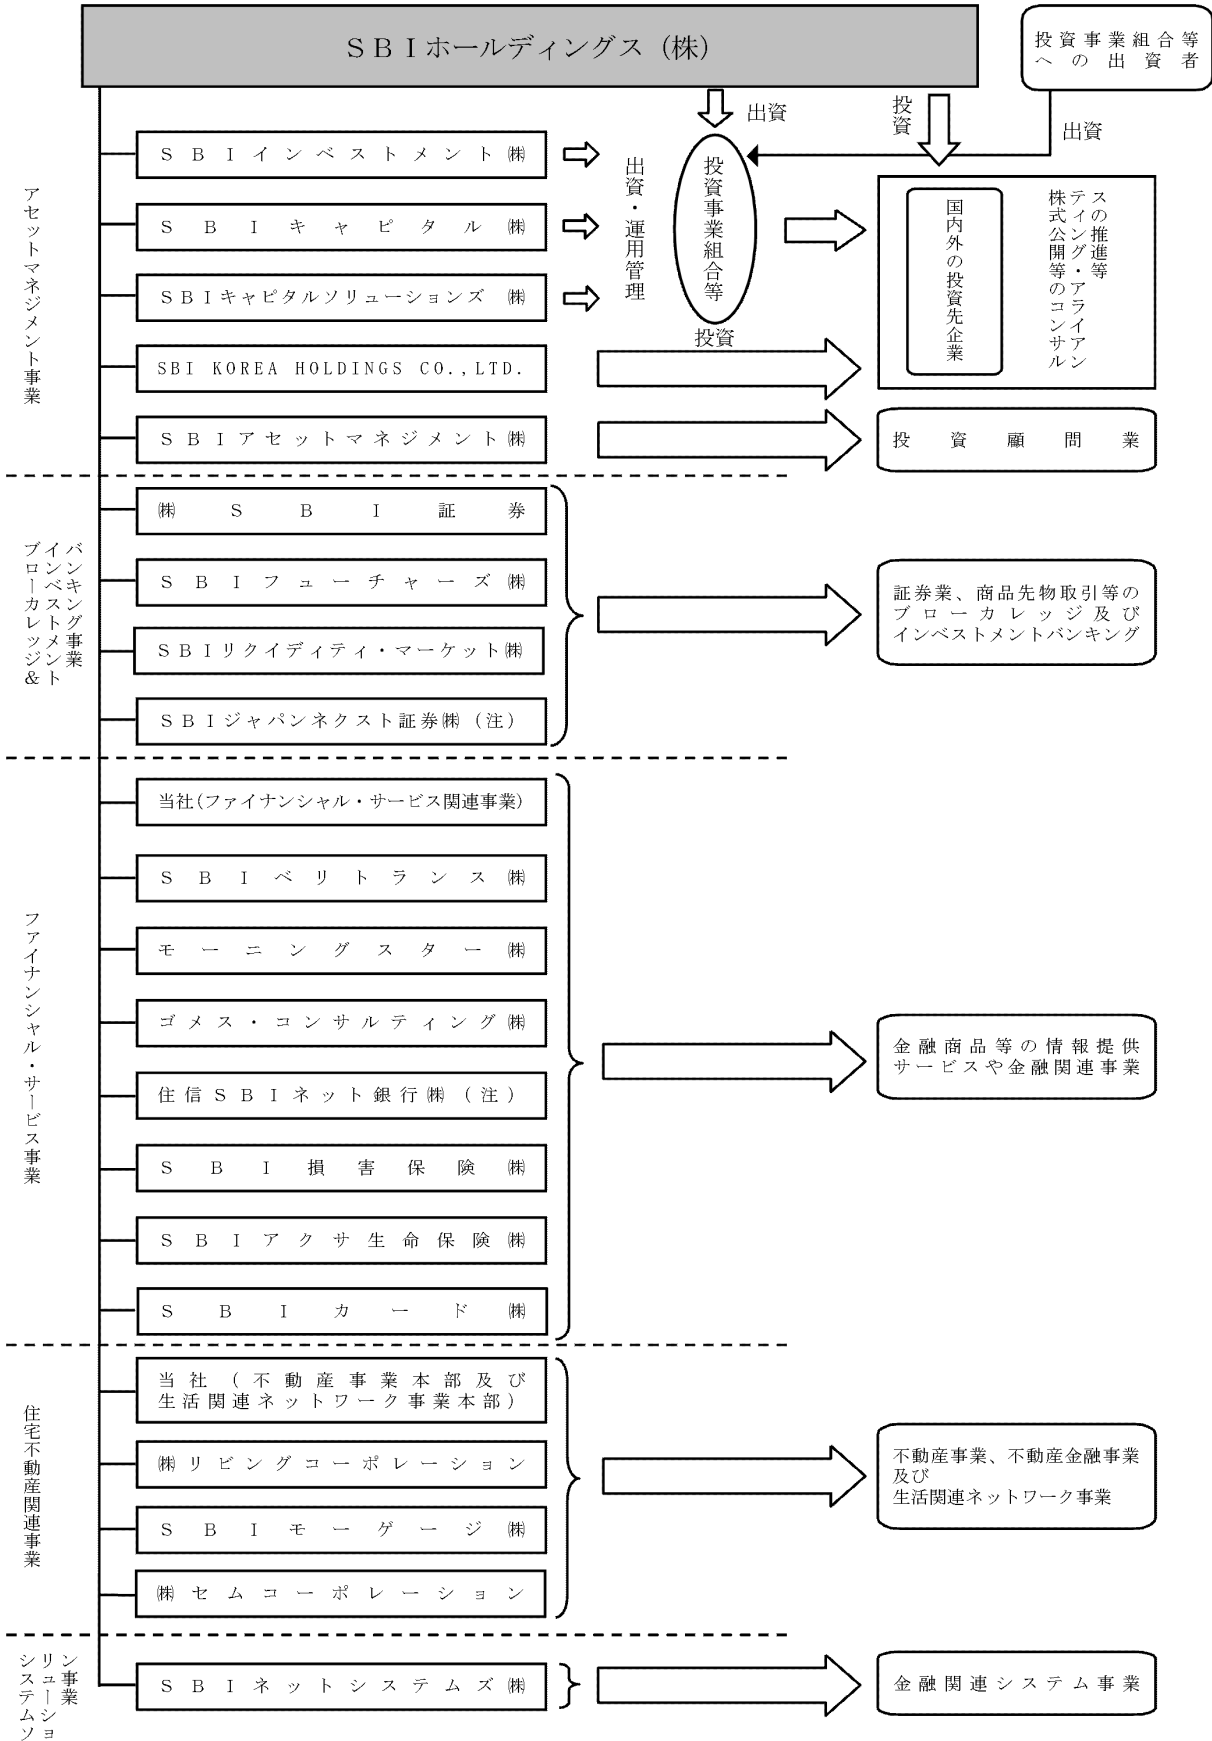 SBIホールディングス(株)
投資事業組合等
への出資者
出資
投資
出資
アセットマネジメント事業
SBIインベストメント㈱
SBIキャピタル㈱
SBIキャピタルソリューションズ㈱
SBI KOREA HOLDINGS CO.,LTD.
SBIアセットマネジメント㈱
出資・運用管理
投資事業組合等
投資
国内外の投資先企業
株式公開等のコンサル
ティング・アライアン
スの推進等
投資顧問業
ブローカレッジ&
インベストメント
バンキング事業
㈱SBI証券
SBIフューチャーズ㈱
SBIリクイディティ・マーケット㈱
SBIジャパンネクスト証券㈱(注)
証券業、商品先物取引等の
ブローカレッジ及び
インベストメントバンキング
ファイナンシャル・サービス事業
当社(ファイナンシャル・サービス関連事業)
SBIベリトランス㈱
モーニングスター㈱
ゴメス・コンサルティング㈱
住信SBIネット銀行㈱(注)
SBI損害保険㈱
SBIアクサ生命保険㈱
SBIカード㈱
金融商品等の情報提供
サービスや金融関連事業
住宅不動産関連事業
当社(不動産事業本部及び
生活関連ネットワーク事業本部)
㈱リビングコーポレーション
SBIモーゲージ㈱
㈱セムコーポレーション
不動産事業、不動産金融事業
及び
生活関連ネットワーク事業
システムソ
リューショ
ン事業
SBIネットシステムズ㈱
金融関連システム事業